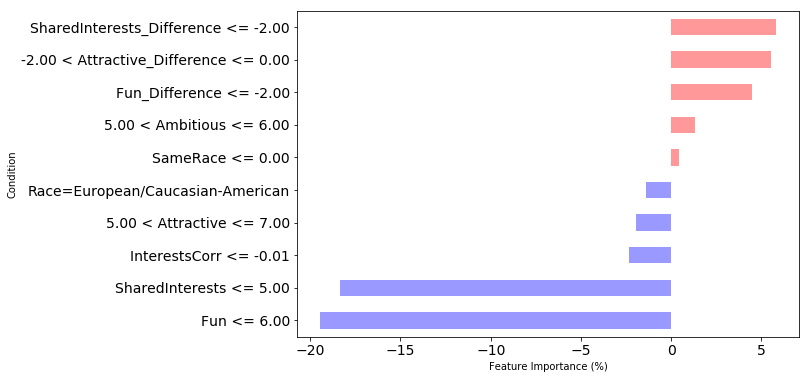 SharedInterests_Difference <= -2.00
-2.00 < Attractive_Difference <= 0.00
Fun_Difference <= -2.00
5.00 < Ambitious <= 6.00
SameRace <= 0.00
Race=European/Caucasian-American
5.00 < Attractive <= 7.00
InterestsCorr <= -0.01
SharedInterests <= 5.00
Fun <= 6.00
Condition
−20 −15 −10 −5 0 5
Feature Importance (%)